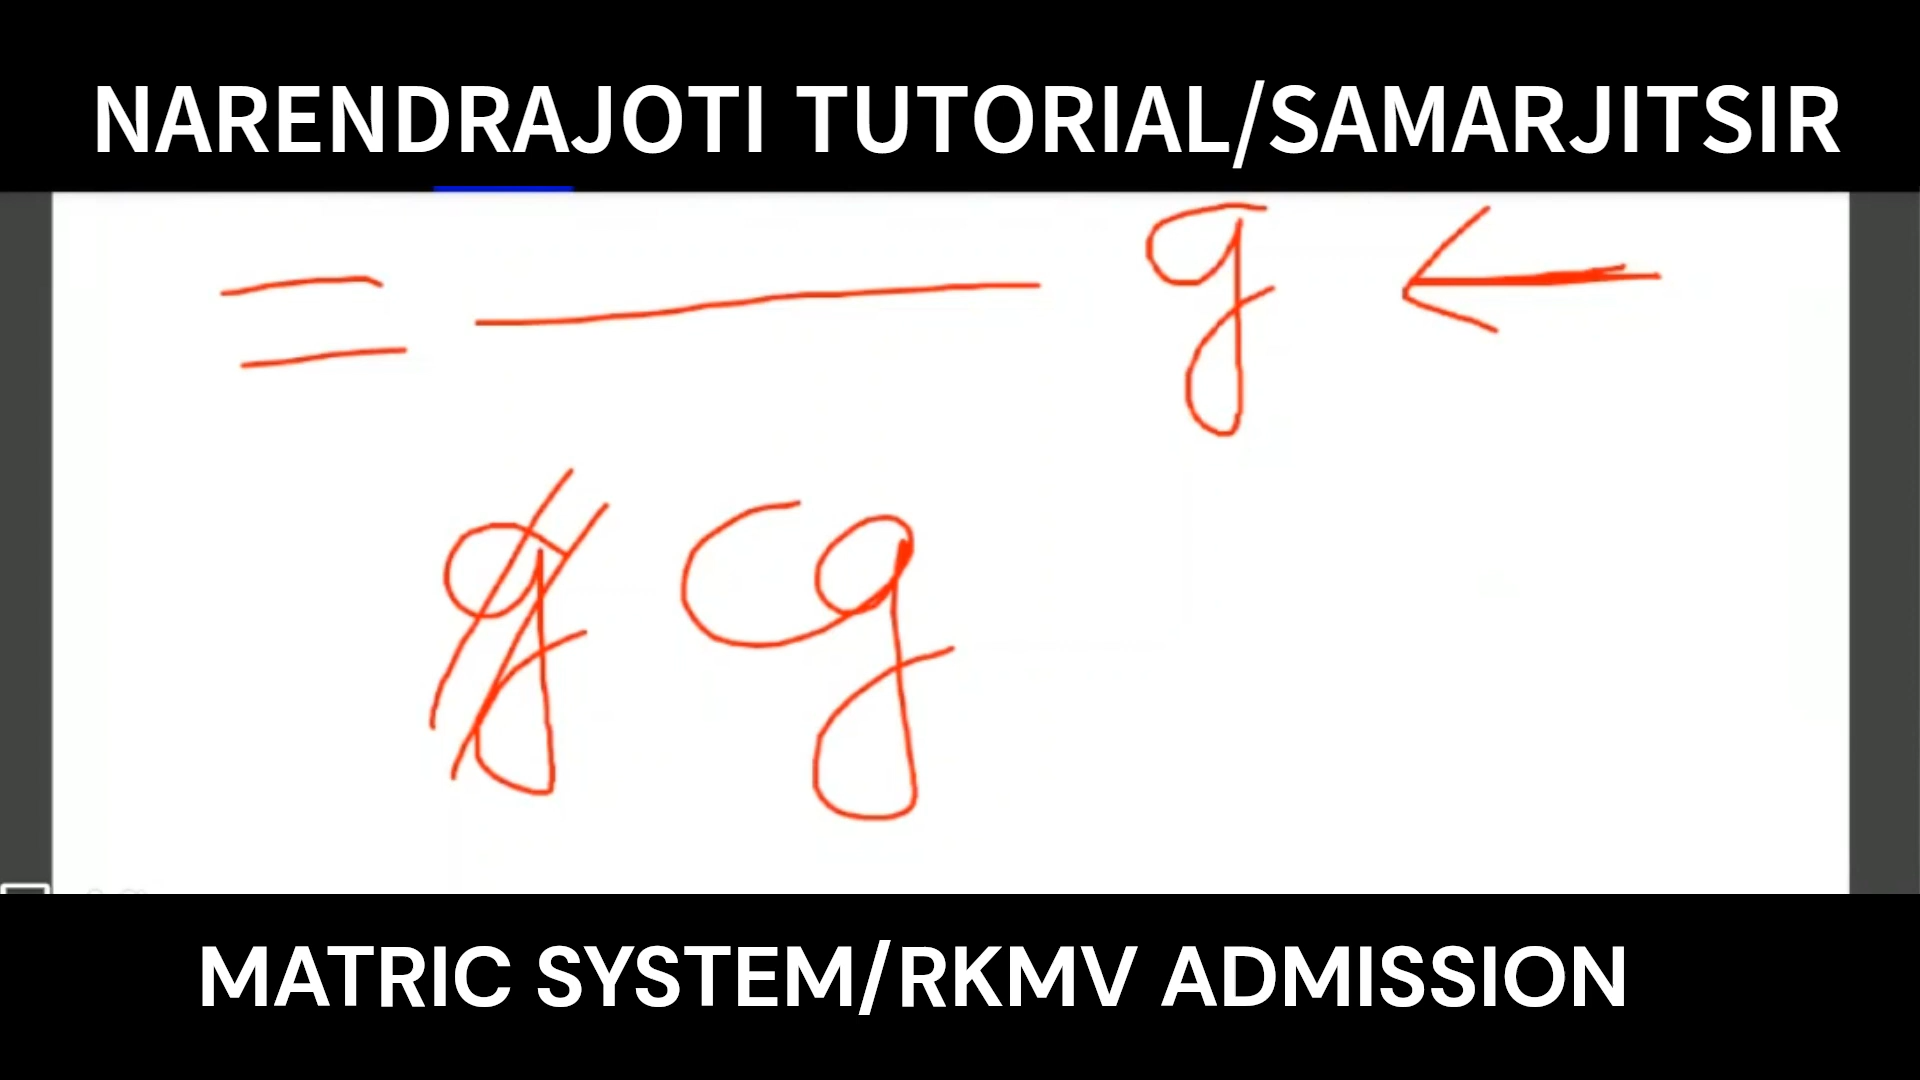 NARENDRAJOTI TUTORIAL/SAMARJITSIR
= g ←
g cg
MATRIC SYSTEM/RKMV ADMISSION